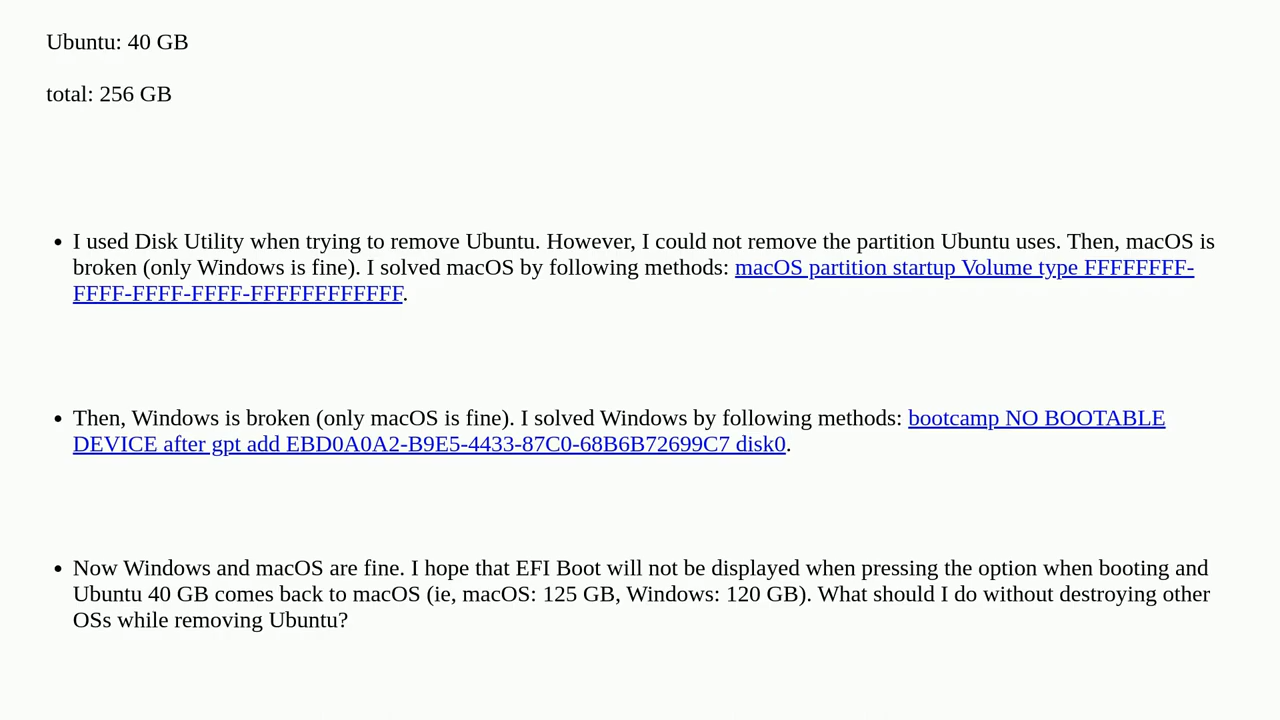 Ubuntu: 40 GB
total: 256 GB
• I used Disk Utility when trying to remove Ubuntu. However, I could not remove the partition Ubuntu uses. Then, macOS is
broken (only Windows is fine). I solved macOS by following methods: macOS partition startup Volume type FFFFFFFF-
FFFF-FFFF-FFFF-FFFFFFFFFFFF.
• Then, Windows is broken (only macOS is fine). I solved Windows by following methods: bootcamp NO BOOTABLE
DEVICE after gpt add EBD0A0A2-B9E5-4433-87C0-68B6B72699C7 disk0.
• Now Windows and macOS are fine. I hope that EFI Boot will not be displayed when pressing the option when booting and
Ubuntu 40 GB comes back to macOS (ie, macOS: 125 GB, Windows: 120 GB). What should I do without destroying other
OSs while removing Ubuntu?